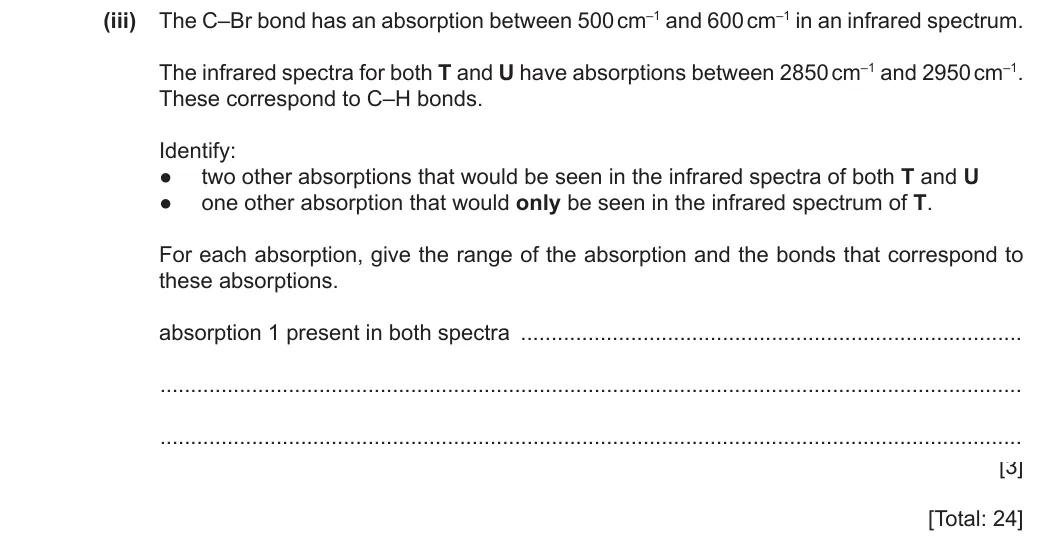 (iii) The C–Br bond has an absorption between 500 cm⁻¹ and 600 cm⁻¹ in an infrared spectrum.
The infrared spectra for both T and U have absorptions between 2850 cm⁻¹ and 2950 cm⁻¹.
These correspond to C–H bonds.
Identify:
● two other absorptions that would be seen in the infrared spectra of both T and U
● one other absorption that would only be seen in the infrared spectrum of T.
For each absorption, give the range of the absorption and the bonds that correspond to
these absorptions.
absorption 1 present in both spectra ................................................................................
..........................................................................................................................................
..........................................................................................................................................
[3]
[Total: 24]